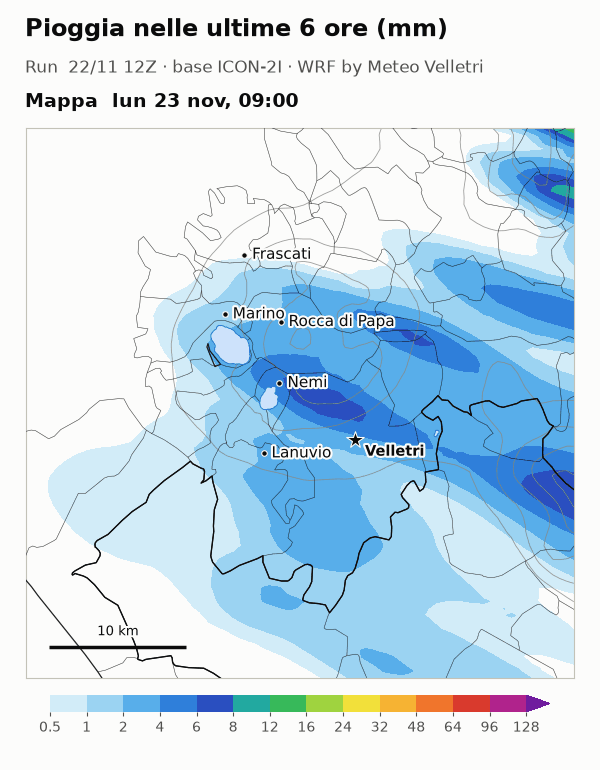 Pioggia nelle ultime 6 ore (mm)
Run  22/11 12Z · base ICON-2I · WRF by Meteo Velletri
Mappa  lun 23 nov, 09:00
Frascati
Marino
Rocca di Papa
Nemi
Velletri
Lanuvio
10 km
0.5 1 2 4 6 8 12 16 24 32 48 64 96 128